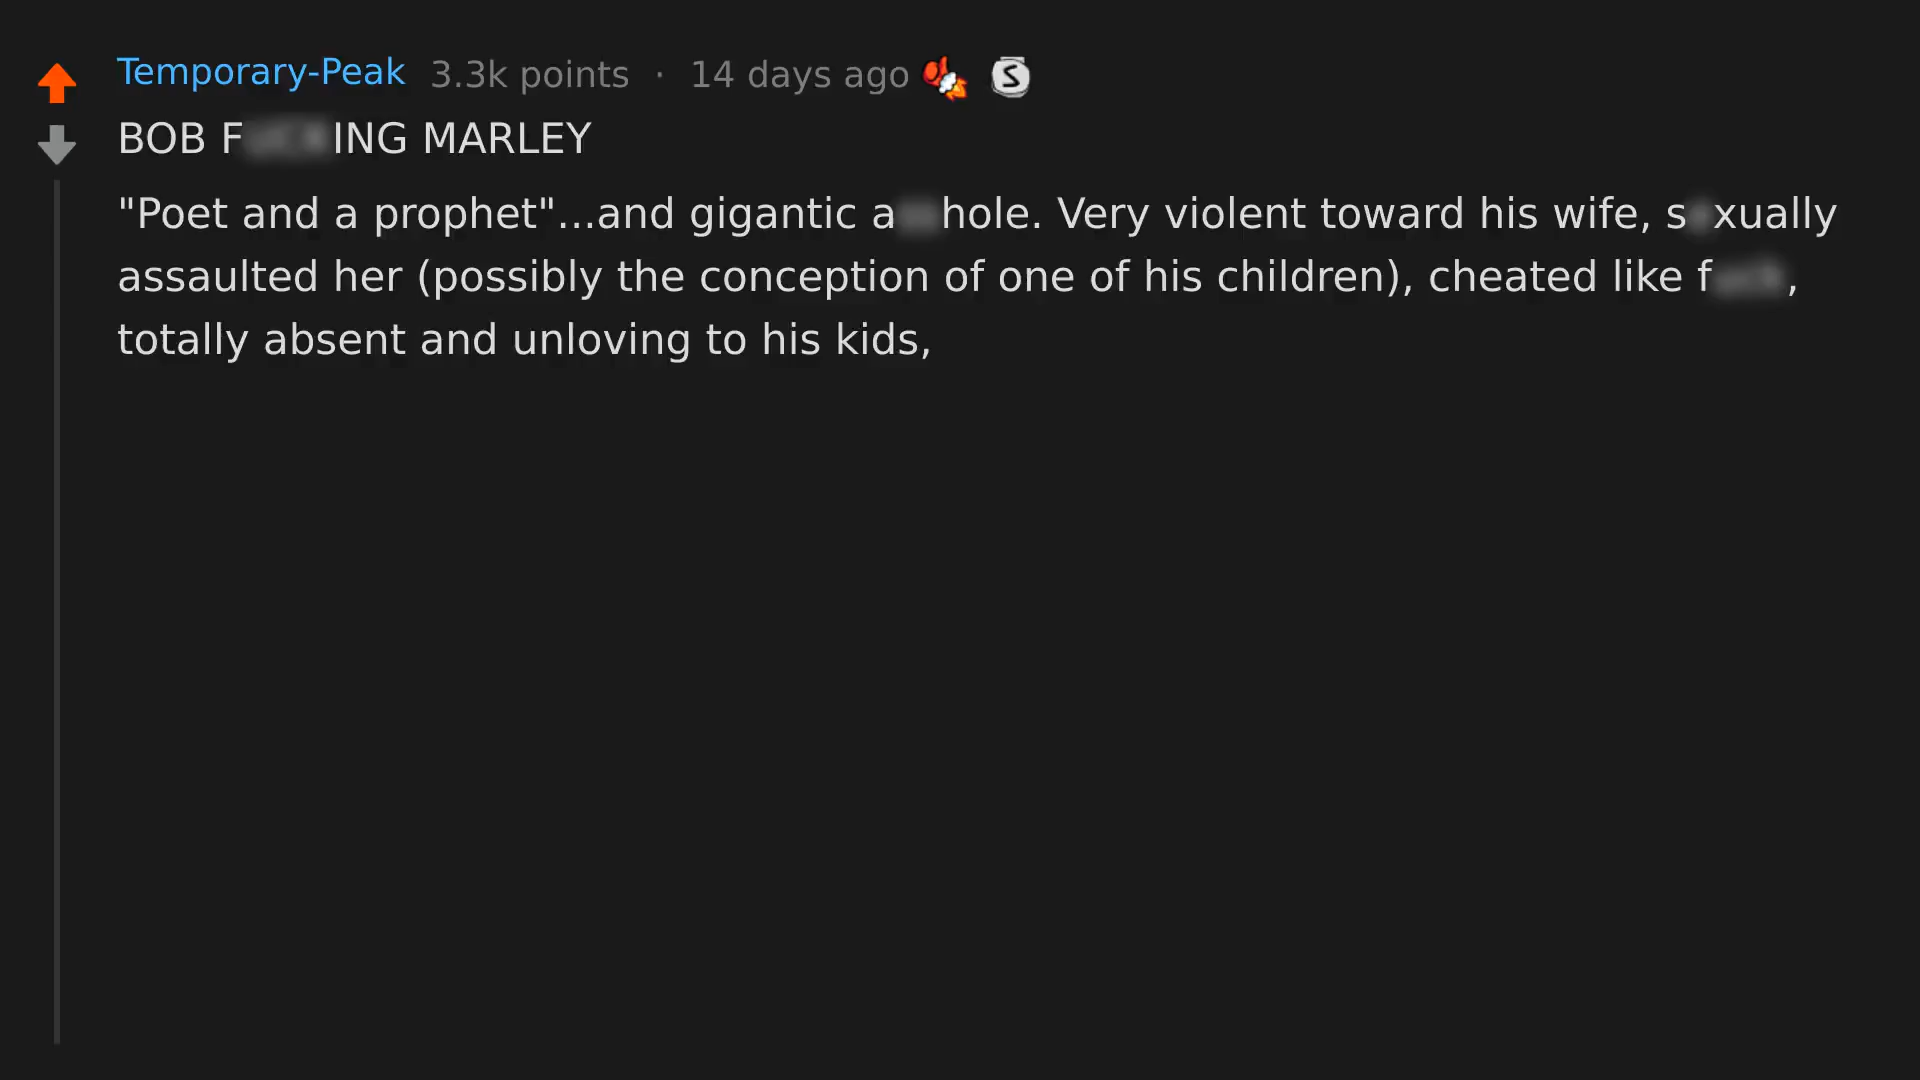 Temporary-Peak 3.3k points · 14 days ago
BOB F ING MARLEY
"Poet and a prophet"...and gigantic a hole. Very violent toward his wife, s xually
assaulted her (possibly the conception of one of his children), cheated like f ,
totally absent and unloving to his kids,